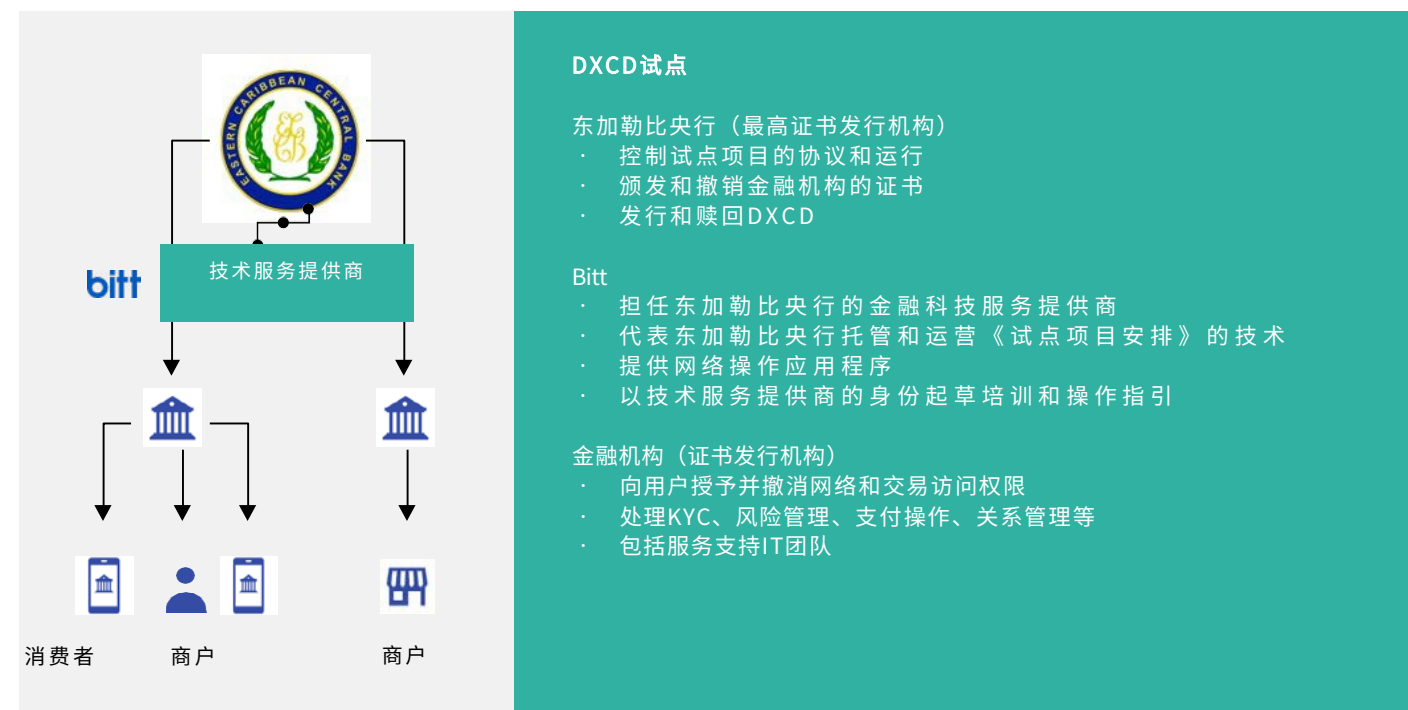 EASTERN CARIBBEAN CENTRAL BANK
技术服务提供商
bitt
消费者
商户
商户
DXCD试点
东加勒比央行（最高证书发行机构）
· 控制试点项目的协议和运行
· 颁发和撤销金融机构的证书
· 发行和赎回DXCD
Bitt
· 担任东加勒比央行的金融科技服务提供商
· 代表东加勒比央行托管和运营《试点项目安排》的技术
· 提供网络操作应用程序
· 以技术服务提供商的身份起草培训和操作指引
金融机构（证书发行机构）
· 向用户授予并撤消网络和交易访问权限
· 处理KYC、风险管理、支付操作、关系管理等
· 包括服务支持IT团队